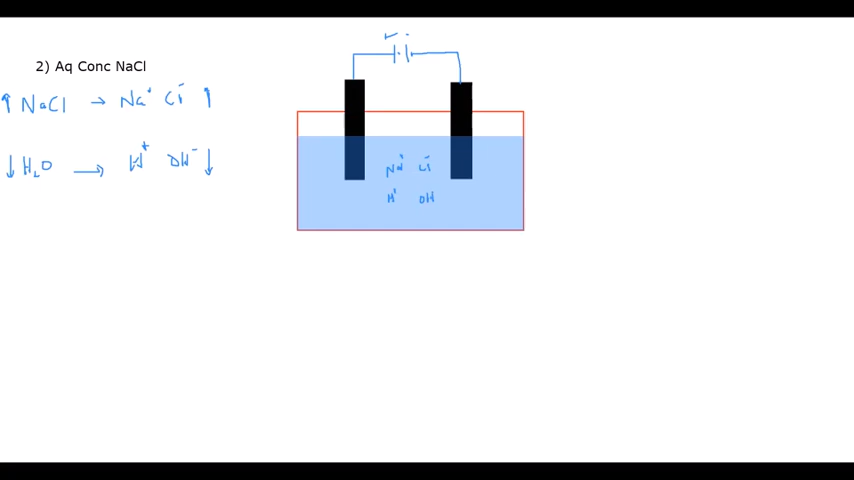 2) Aq Conc NaCl
↑ NaCl → Na⁺ Cl⁻ ↑
↓ H₂O → H⁺ OH⁻ ↓
Na⁺ Cl⁻
H⁺ OH